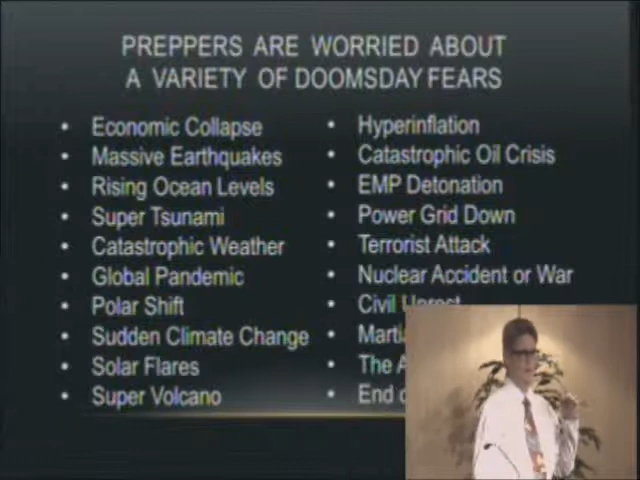 PREPPERS ARE WORRIED ABOUT
A VARIETY OF DOOMSDAY FEARS
• Economic Collapse
• Massive Earthquakes
• Rising Ocean Levels
• Super Tsunami
• Catastrophic Weather
• Global Pandemic
• Polar Shift
• Sudden Climate Change
• Solar Flares
• Super Volcano
• Hyperinflation
• Catastrophic Oil Crisis
• EMP Detonation
• Power Grid Down
• Terrorist Attack
• Nuclear Accident or War
• Civil Unrest
•
• The
• End